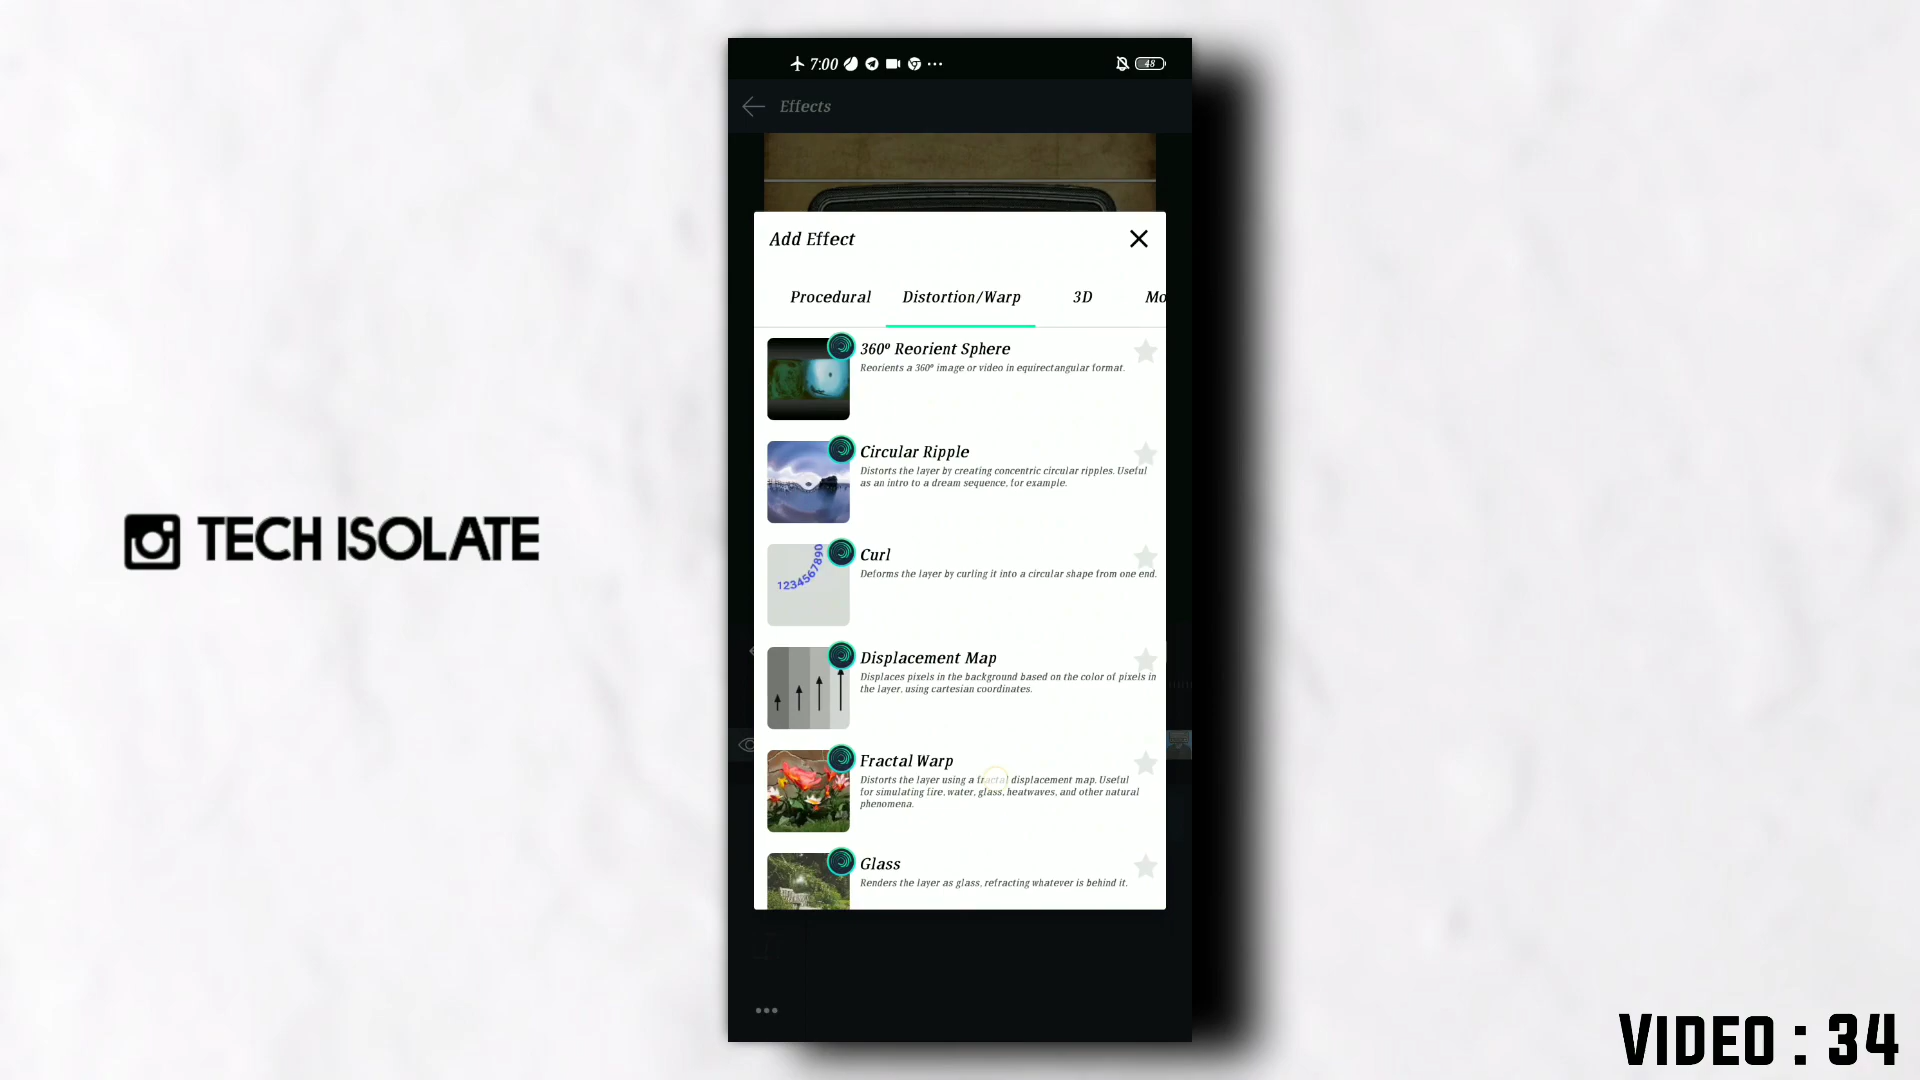 7:00
48
Effects
Add Effect
Procedural Distortion/Warp 3D Mo
360º Reorient Sphere
Reorients a 360º image or video in equirectangular format.
Circular Ripple
Distorts the layer by creating concentric circular ripples. Useful
as an intro to a dream sequence, for example.
1234567890
Curl
Deforms the layer by curling it into a circular shape from one end.
TECH ISOLATE
Displacement Map
Displaces pixels in the background based on the color of pixels in
the layer, using cartesian coordinates.
Fractal Warp
Distorts the layer using a fractal displacement map. Useful
for simulating fire, water, glass, heatwaves, and other natural
phenomena.
Glass
Renders the layer as glass, refracting whatever is behind it.
VIDEO : 34